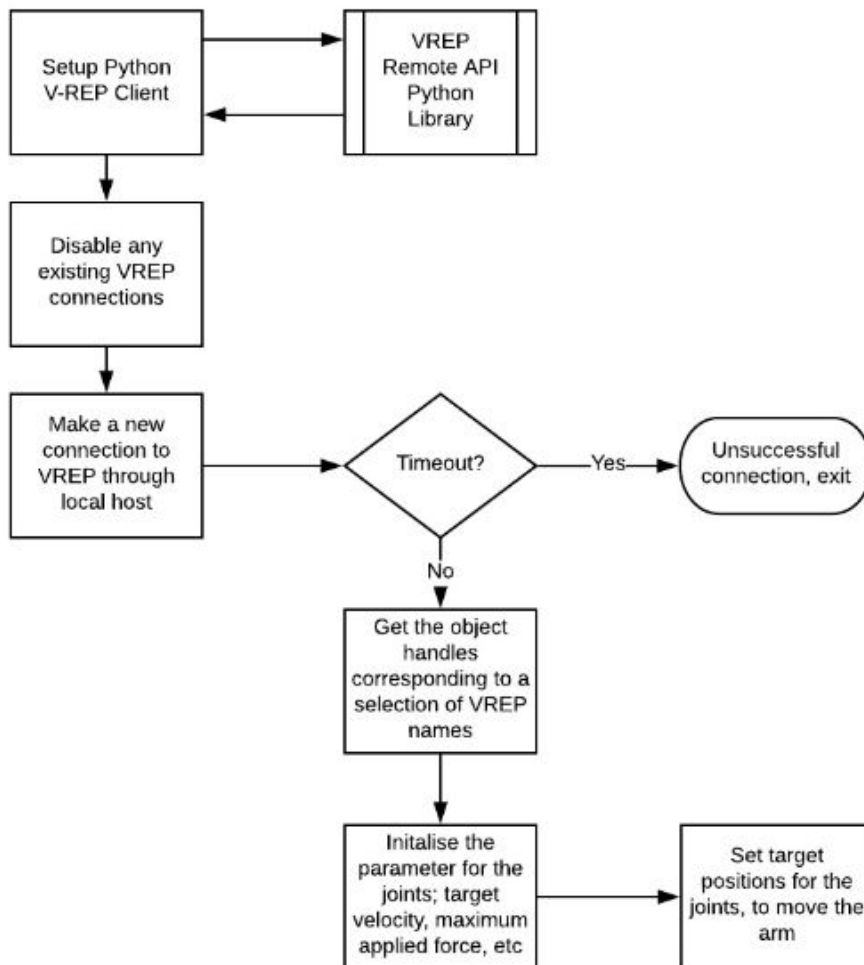 Setup Python
V-REP Client
VREP
Remote API
Python
Library
Disable any
existing VREP
connections
Make a new
connection to
VREP through
local host
Timeout?
Yes
Unsuccessful
connection, exit
No
Get the object
handles
corresponding to a
selection of VREP
names
Initalise the
parameter for the
joints; target
velocity, maximum
applied force, etc
Set target
positions for the
joints, to move the
arm